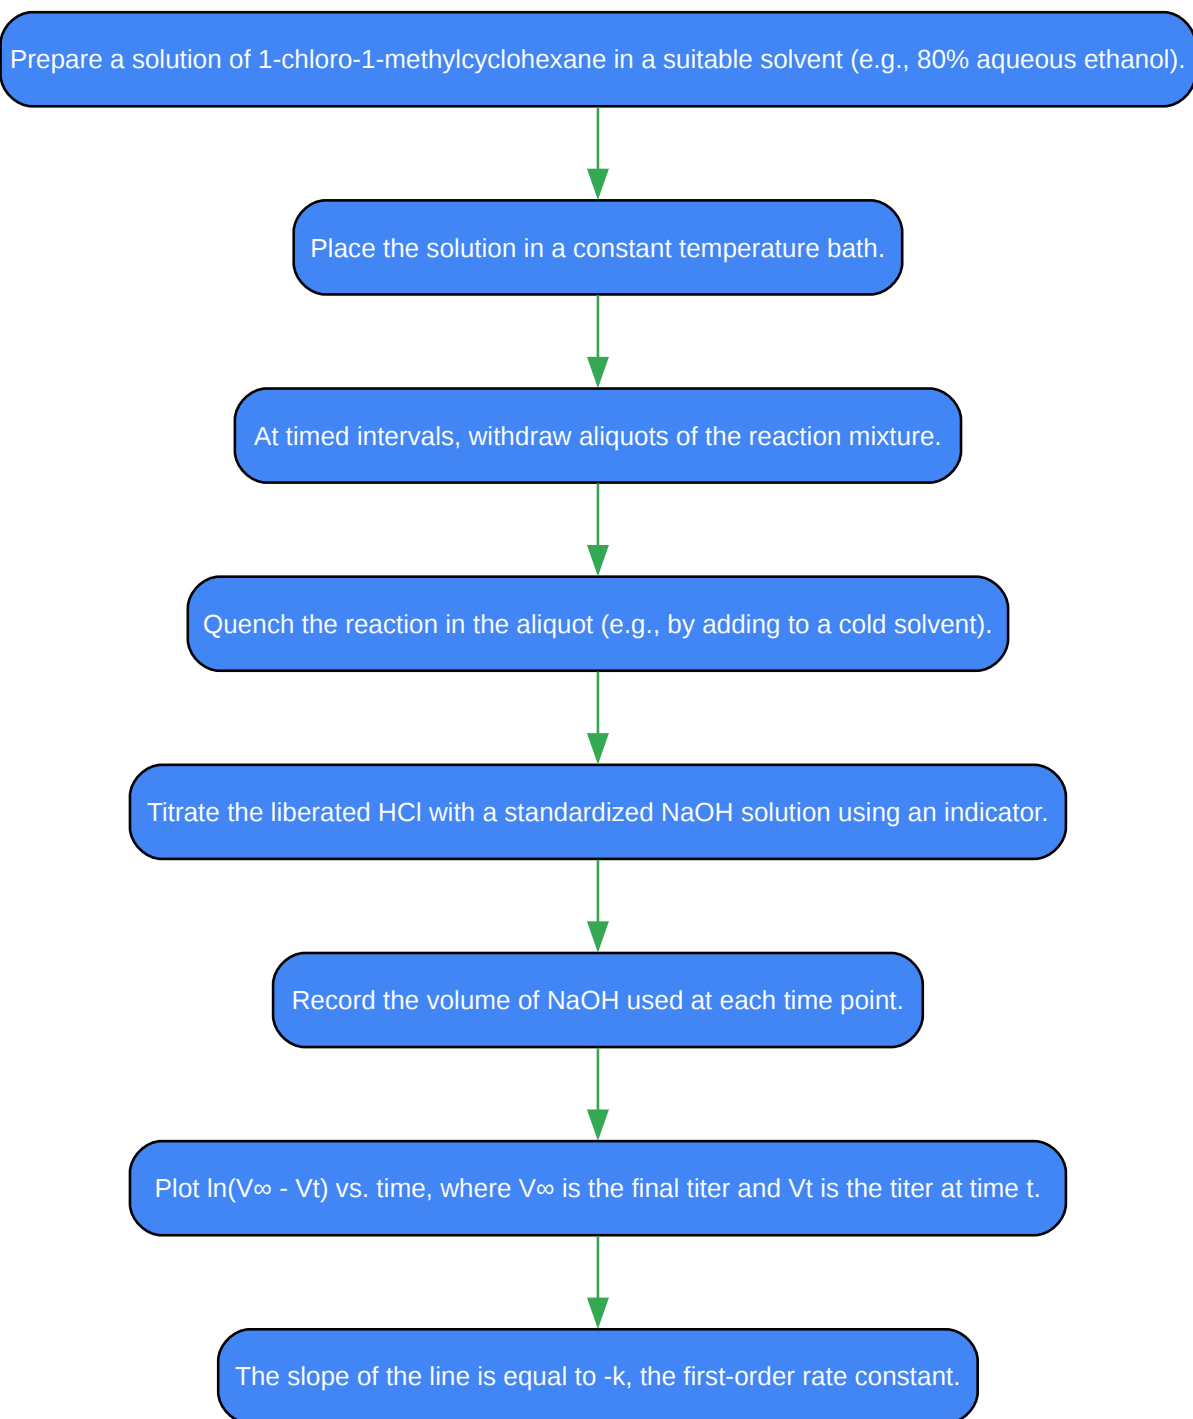 Prepare a solution of 1-chloro-1-methylcyclohexane in a suitable solvent (e.g., 80% aqueous ethanol).
Place the solution in a constant temperature bath.
At timed intervals, withdraw aliquots of the reaction mixture.
Quench the reaction in the aliquot (e.g., by adding to a cold solvent).
Titrate the liberated HCl with a standardized NaOH solution using an indicator.
Record the volume of NaOH used at each time point.
Plot ln(V∞ - Vt) vs. time, where V∞ is the final titer and Vt is the titer at time t.
The slope of the line is equal to -k, the first-order rate constant.